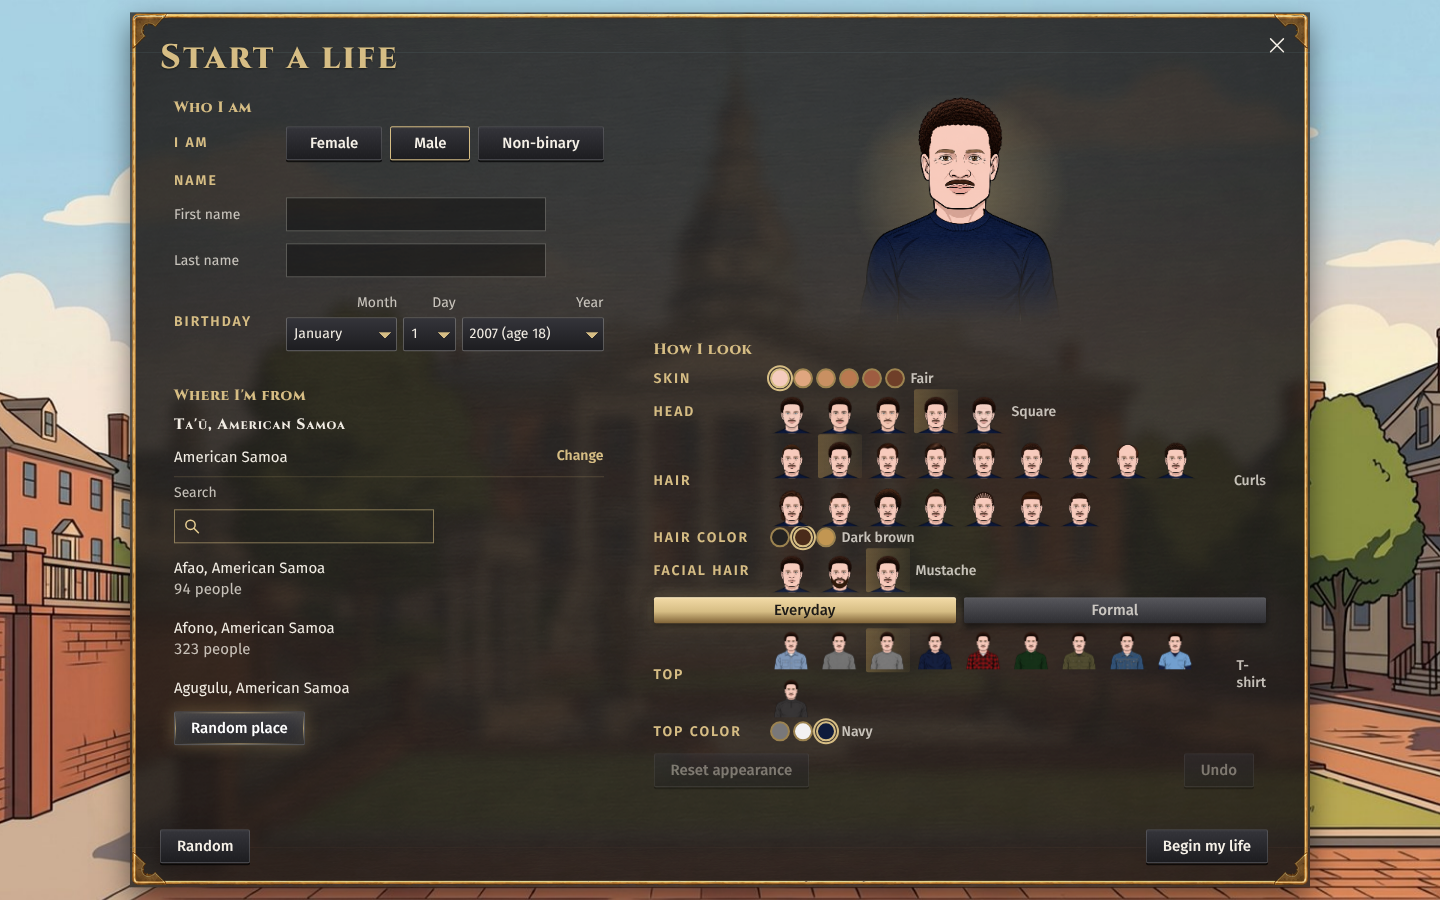 Start a life
Who I am
I AM
Female
Male
Non-binary
NAME
First name
Last name
Month
Day
Year
BIRTHDAY
January
1
2007 (age 18)
Where I'm from
Ta'ū, American Samoa
American Samoa
Change
Search
Afao, American Samoa
94 people
Afono, American Samoa
323 people
Agugulu, American Samoa
Random place
How I look
SKIN
Fair
HEAD
Square
HAIR
Curls
HAIR COLOR
Dark brown
FACIAL HAIR
Mustache
Everyday
Formal
TOP
T-
shirt
TOP COLOR
Navy
Reset appearance
Undo
Random
Begin my life